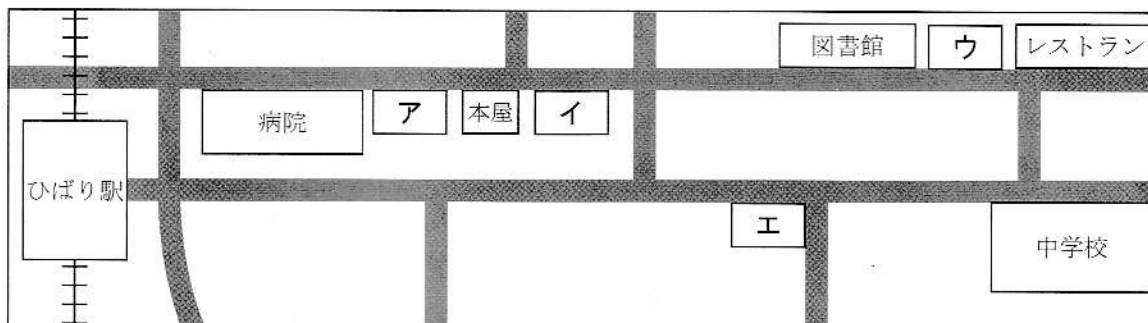 図書館
ウ
レストラン
病院
ア
本屋
イ
ひばり駅
エ
中学校